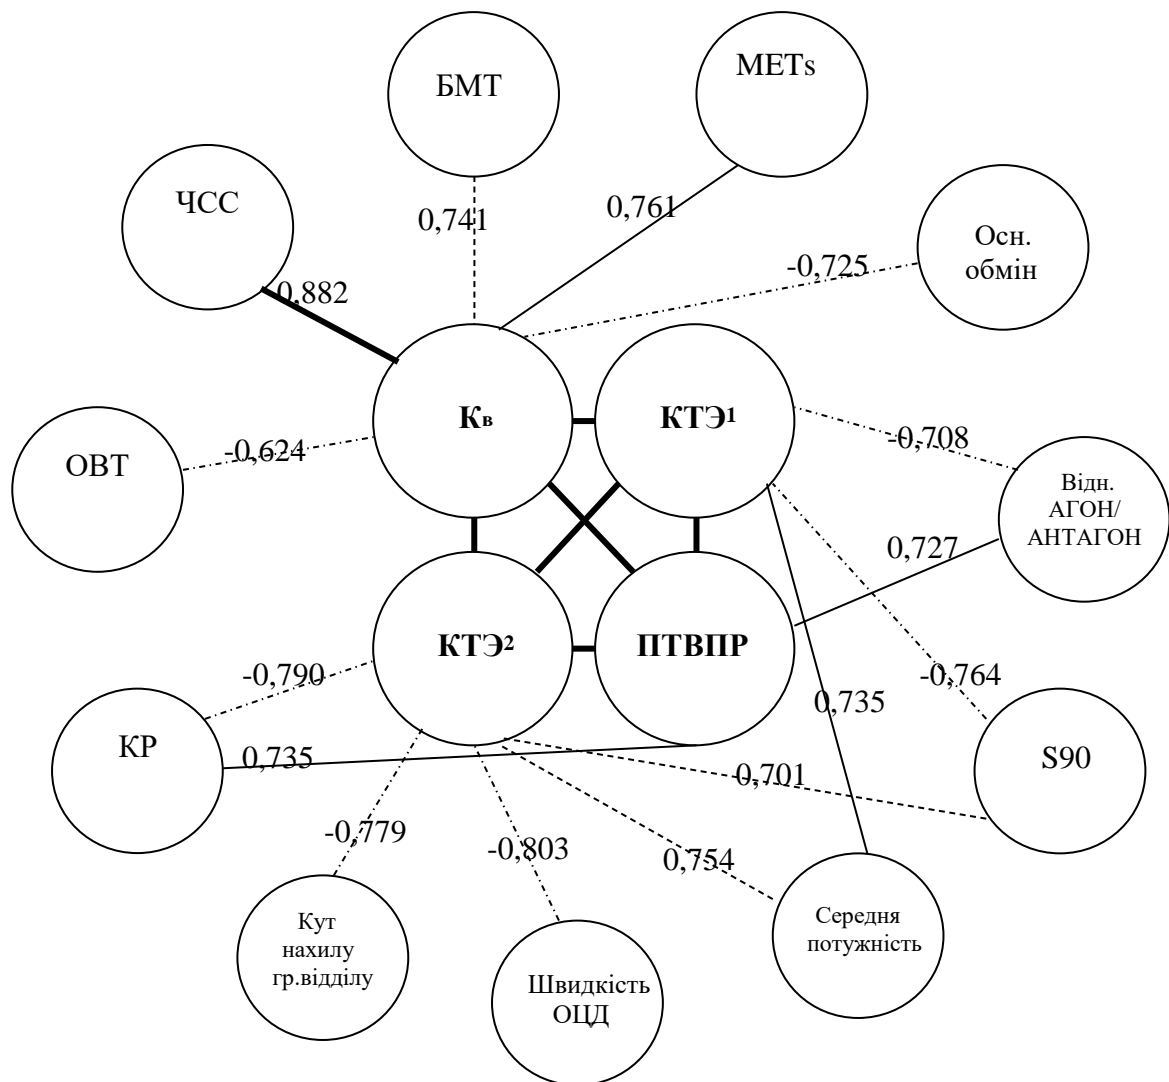 БМТ
METs
ЧСС
0,741
0,761
Осн.
обмін
-0,725
0,882
Кв
КТЭ1
ОВТ
-0,624
-0,708
Відн.
АГОН/
АНТАГОН
0,727
КТЭ2
ПТВПР
-0,790
-0,764
0,735
КР
0,735
S90
0,701
-0,779
-0,803
0,754
Кут
нахилу
гр.відділу
Середня
потужність
Швидкість
ОЦД